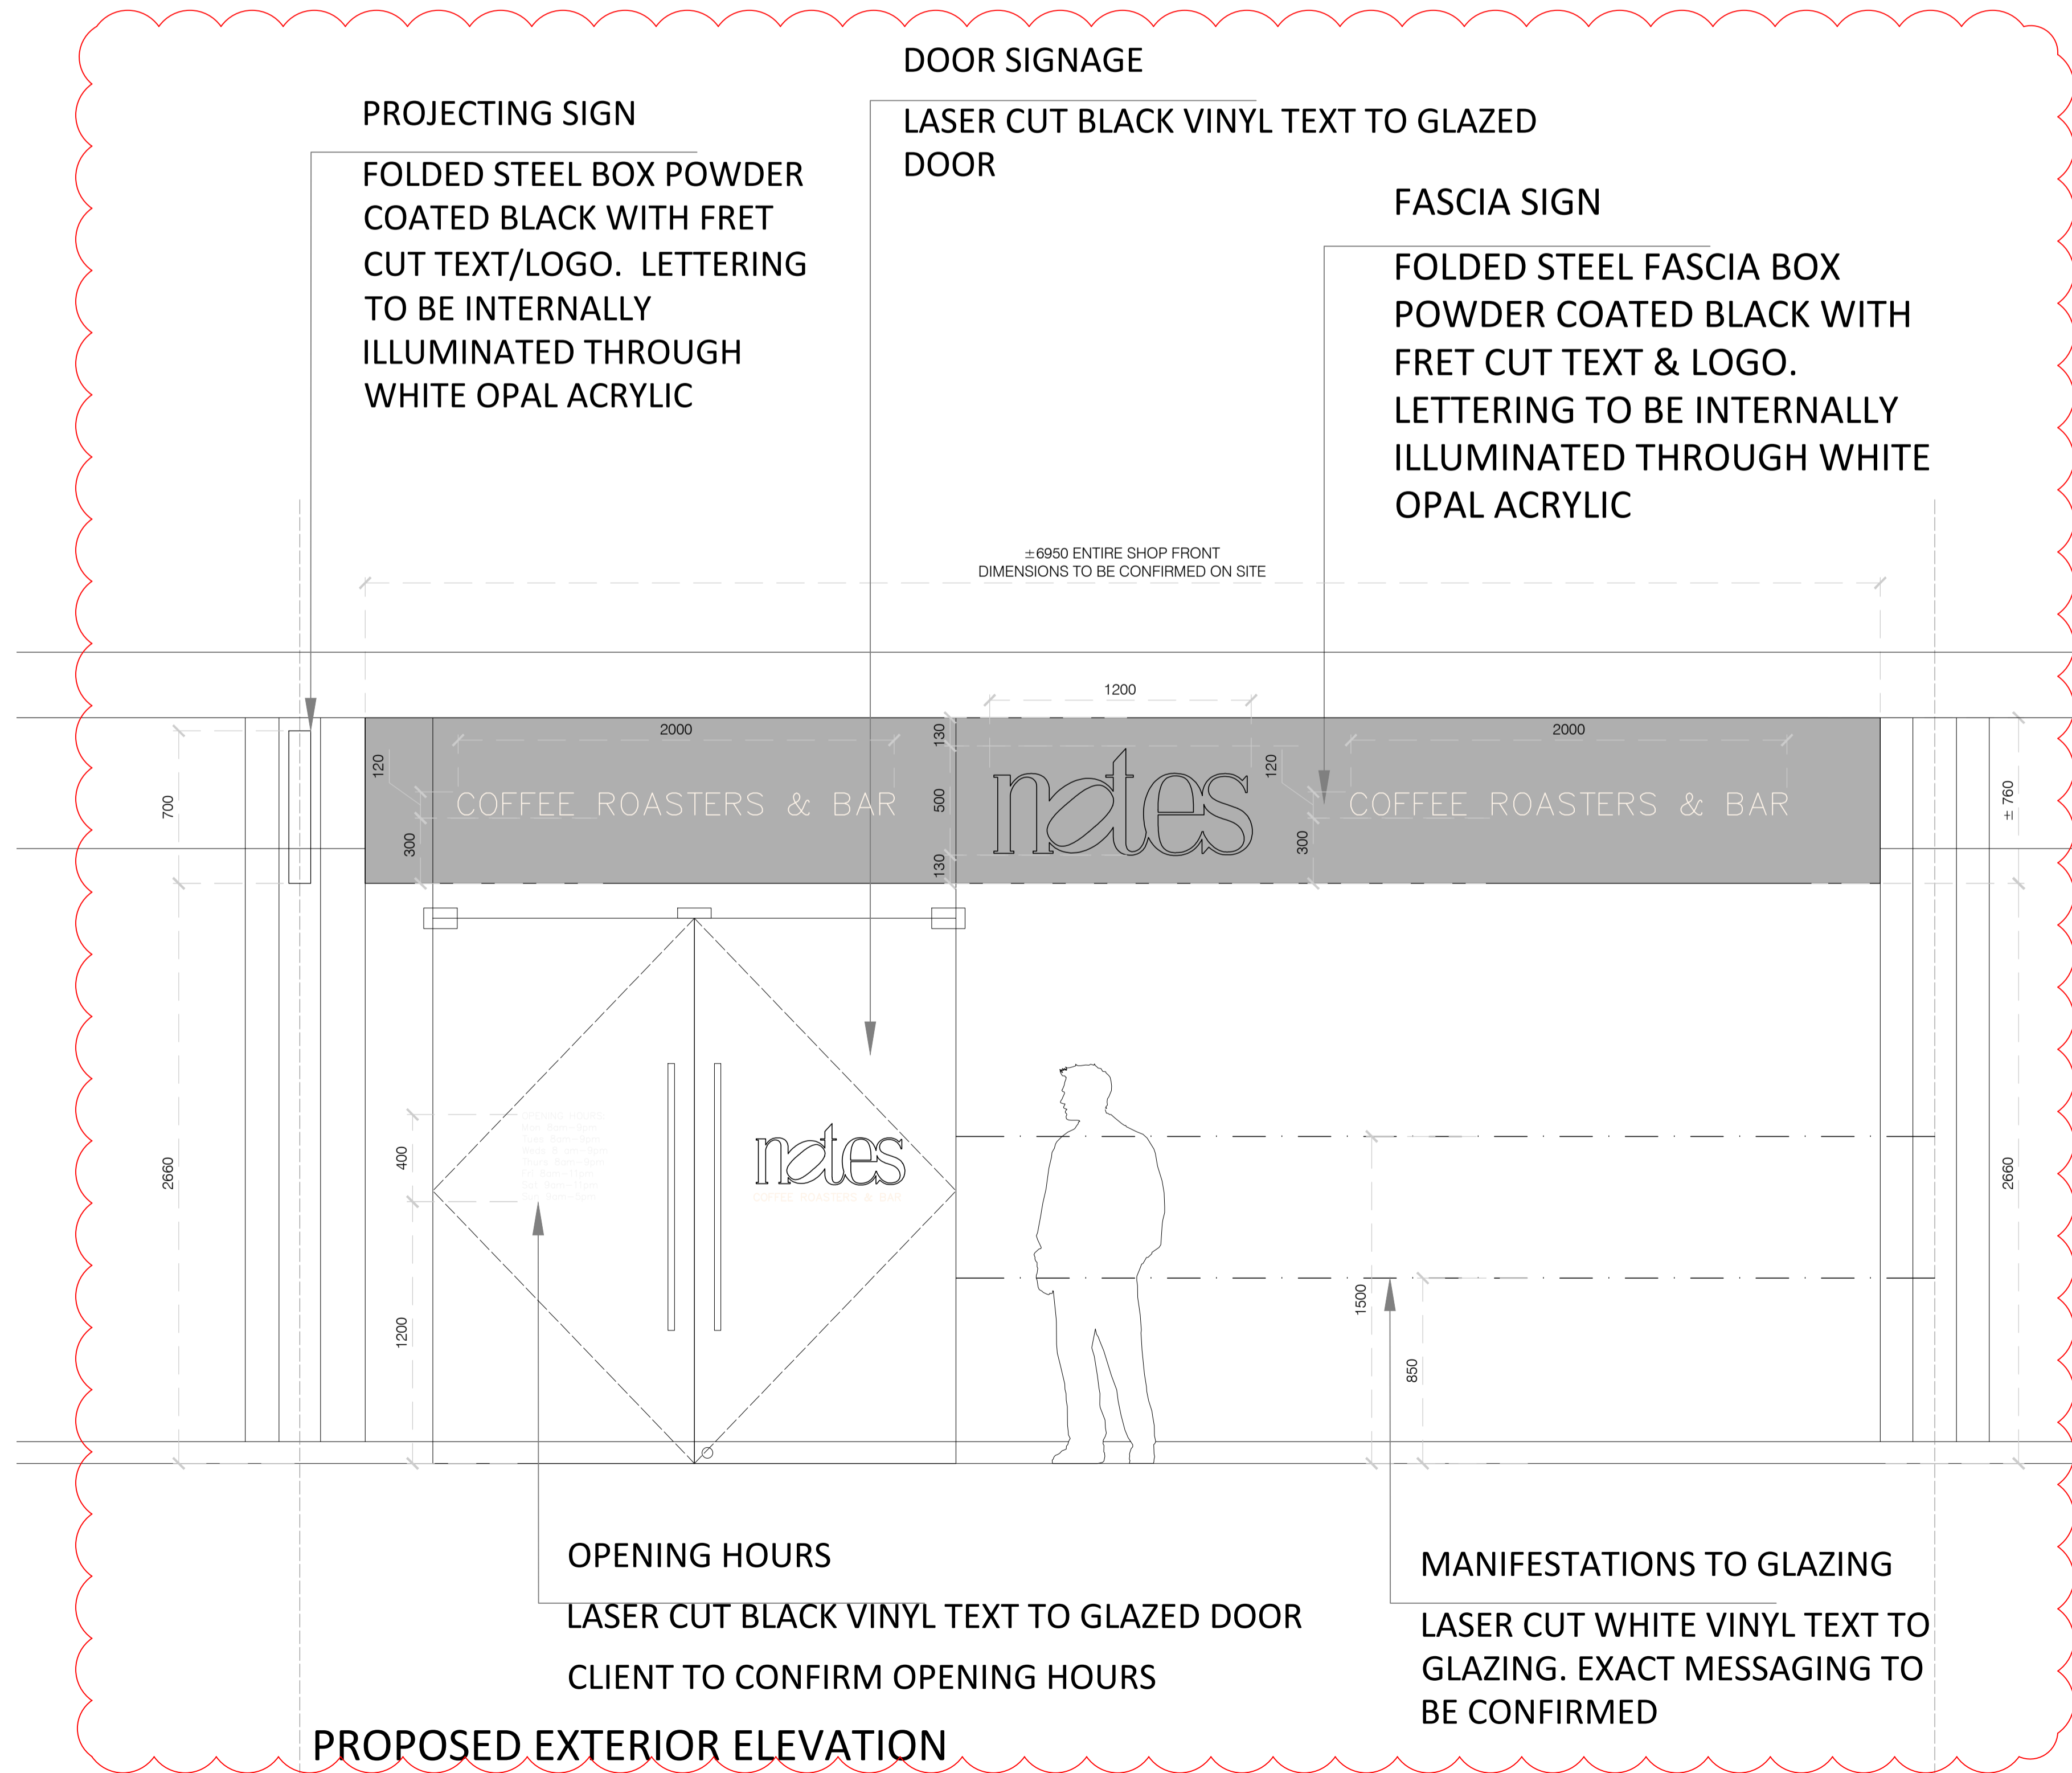 DOOR SIGNAGE
LASER CUT BLACK VINYL TEXT TO GLAZED
DOOR
PROJECTING SIGN
FOLDED STEEL BOX POWDER
COATED BLACK WITH FRET
CUT TEXT/LOGO. LETTERING
TO BE INTERNALLY
ILLUMINATED THROUGH
WHITE OPAL ACRYLIC
FASCIA SIGN
FOLDED STEEL FASCIA BOX
POWDER COATED BLACK WITH
FRET CUT TEXT & LOGO.
LETTERING TO BE INTERNALLY
ILLUMINATED THROUGH WHITE
OPAL ACRYLIC
±6950 ENTIRE SHOP FRONT
DIMENSIONS TO BE CONFIRMED ON SITE
1200
2000
2000
130
120
120
700
500
± 760
COFFEE ROASTERS & BAR
notes
COFFEE ROASTERS & BAR
300
130
300
OPENING HOURS
400
notes
COFFEE ROASTERS & BAR
2660
2660
1200
1500
850
OPENING HOURS
LASER CUT BLACK VINYL TEXT TO GLAZED DOOR
CLIENT TO CONFIRM OPENING HOURS
MANIFESTATIONS TO GLAZING
LASER CUT WHITE VINYL TEXT TO
GLAZING. EXACT MESSAGING TO
BE CONFIRMED
PROPOSED EXTERIOR ELEVATION